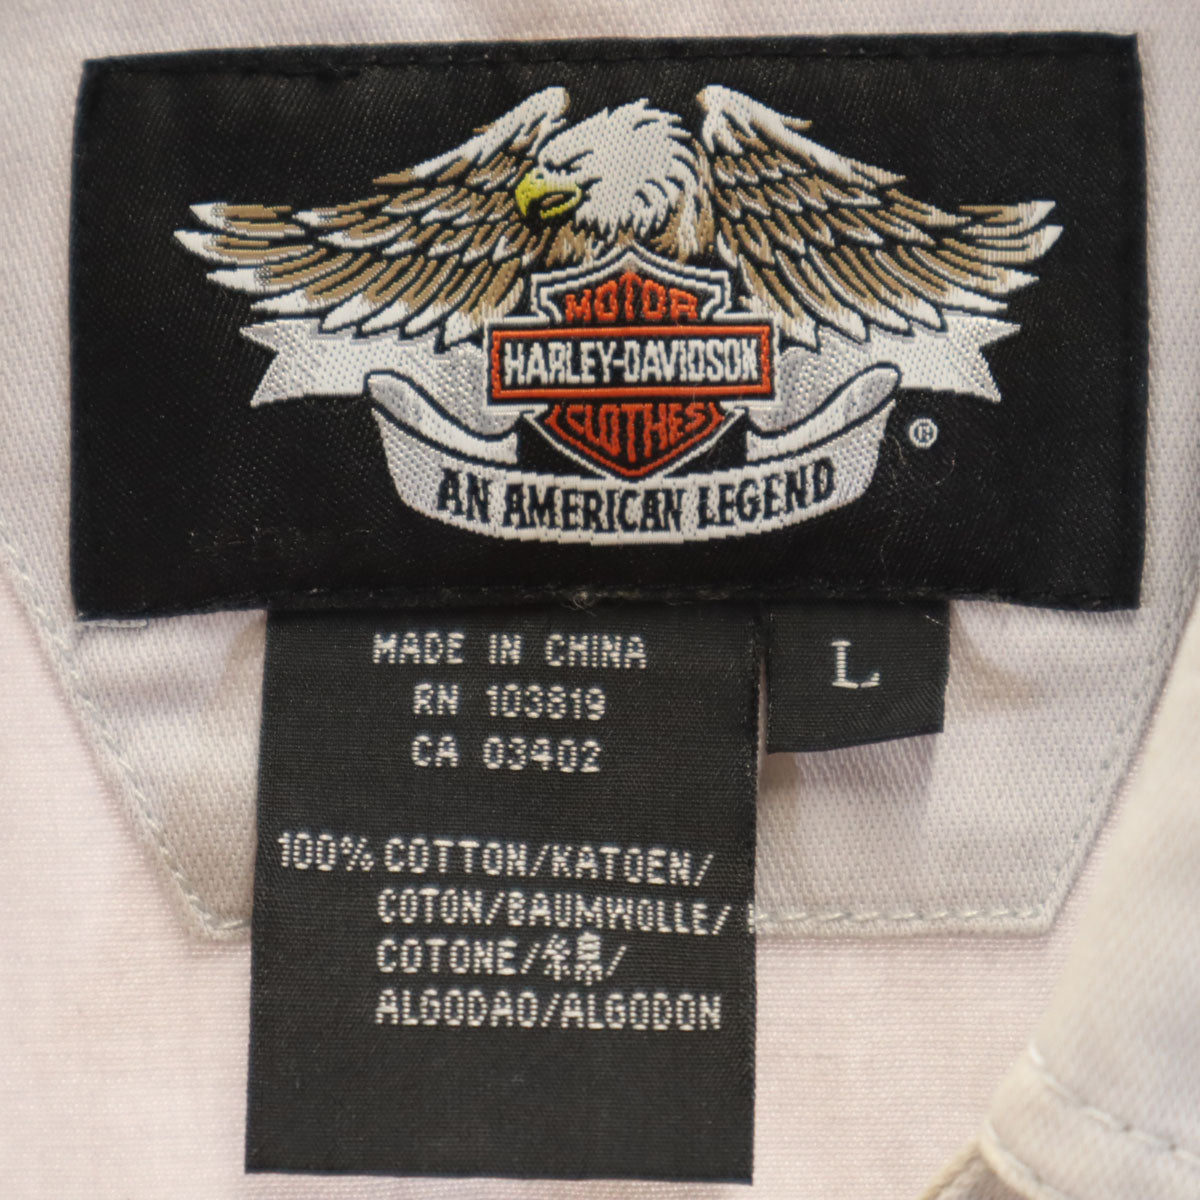 MOTOR
HARLEY-DAVIDSON
CLOTHES
®
AN AMERICAN LEGEND
MADE IN CHINA
RN 103819
CA 03402
L
100% COTTON/KATOEN/
COTON/BAUMWOLLE/
COTONE/綿/
ALGODAO/ALGODON